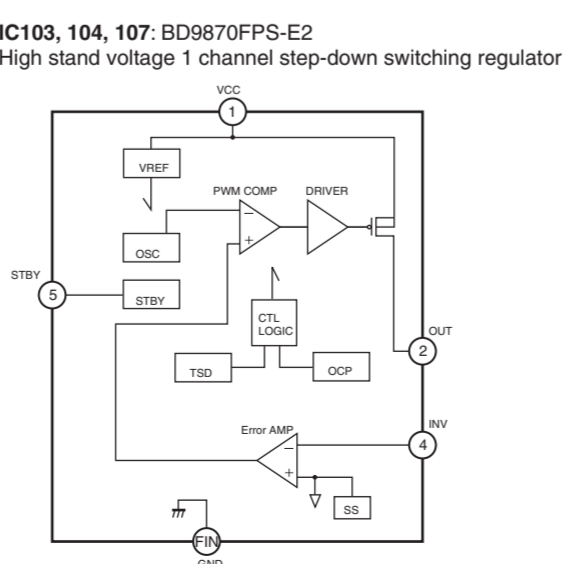 IC103, 104, 107: BD9870FPS-E2
High stand voltage 1 channel step-down switching regulator
VCC
1
VREF
PWM COMP
DRIVER
−
+
OSC
STBY
5
STBY
CTL
LOGIC
OUT
2
TSD
OCP
INV
Error AMP
4
−
+
SS
FIN
GND